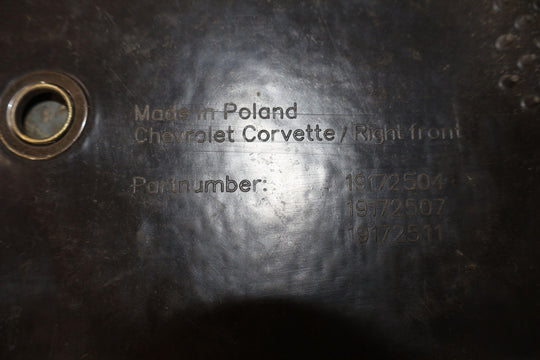 Made in Poland
Chevrolet Corvette / Right front
Partnumber: 19172504
19172507
19172511